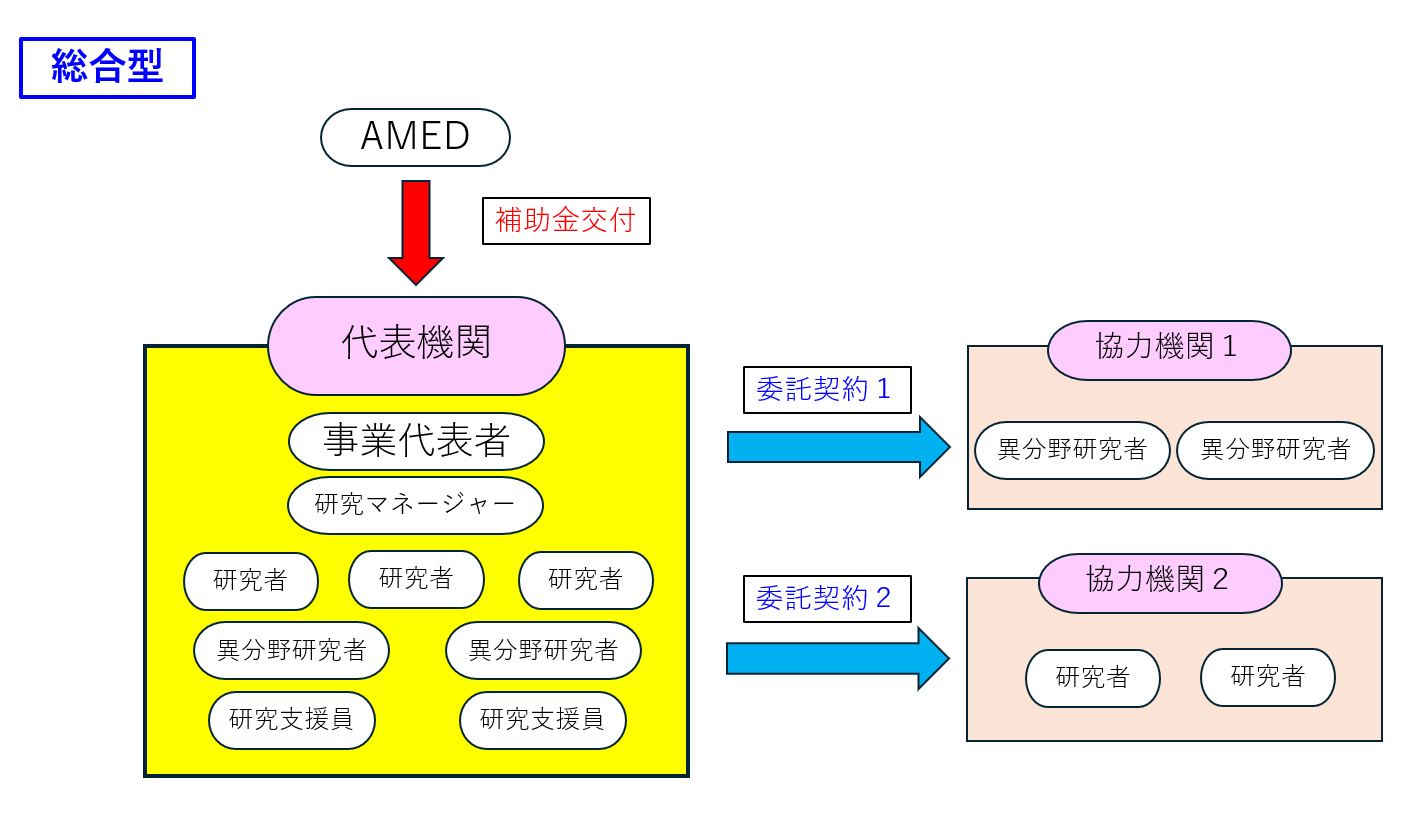 総合型
AMED
補助金交付
代表機関
事業代表者
研究マネージャー
研究者
研究者
研究者
異分野研究者
異分野研究者
研究支援員
研究支援員
委託契約１
協力機関１
異分野研究者
異分野研究者
委託契約２
協力機関２
研究者
研究者